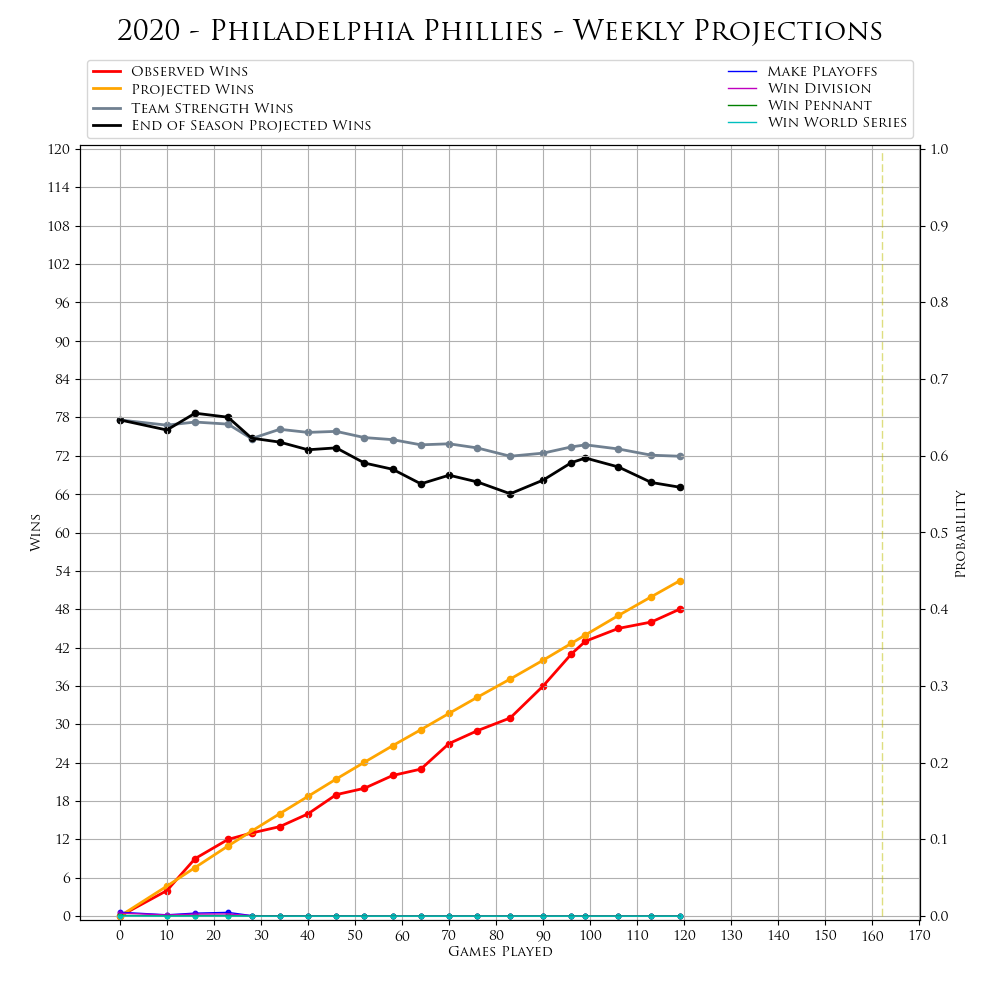 2020 - Philadelphia Phillies - Weekly Projections
Observed Wins
Projected Wins
Team Strength Wins
End of Season Projected Wins
Make Playoffs
Win Division
Win Pennant
Win World Series
120
114
108
102
96
90
84
78
72
66
60
54
48
42
36
30
24
18
12
6
0
Wins
1.0
0.9
0.8
0.7
0.6
0.5
0.4
0.3
0.2
0.1
0.0
Probability
0 10 20 30 40 50 60 70 80 90 100 110 120 130 140 150 160 170
Games Played